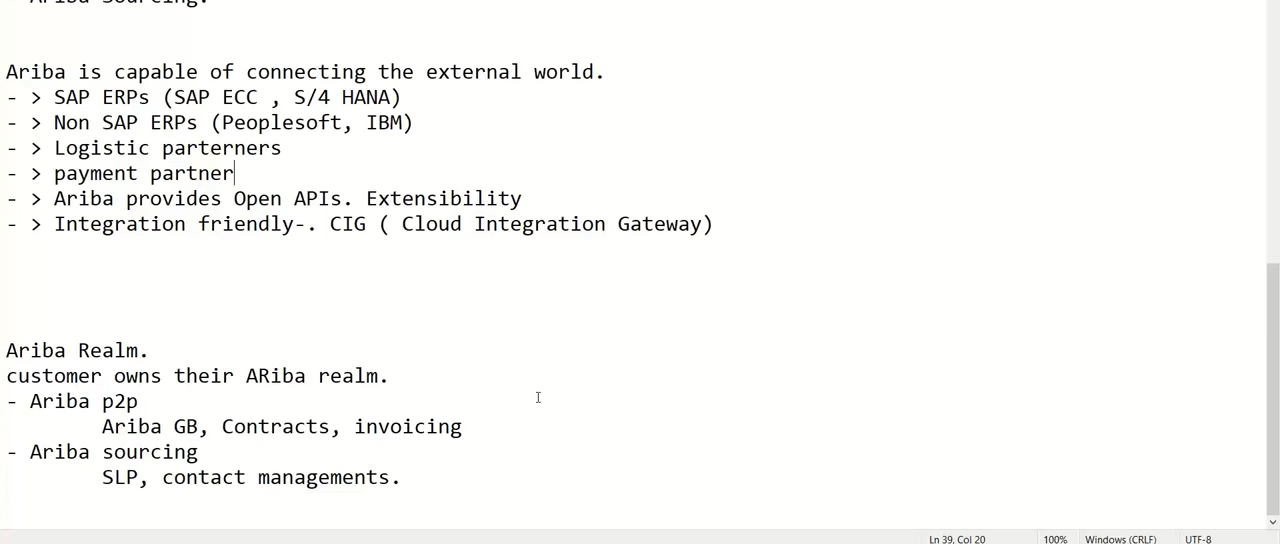 Ariba Sourcing.
Ariba is capable of connecting the external world.
- > SAP ERPs (SAP ECC , S/4 HANA)
- > Non SAP ERPs (Peoplesoft, IBM)
- > Logistic parterners
- > payment partner
- > Ariba provides Open APIs. Extensibility
- > Integration friendly-. CIG ( Cloud Integration Gateway)
Ariba Realm.
customer owns their ARiba realm.
- Ariba p2p
Ariba GB, Contracts, invoicing
- Ariba sourcing
SLP, contact managements.
Ln 39, Col 20 100% Windows (CRLF) UTF-8